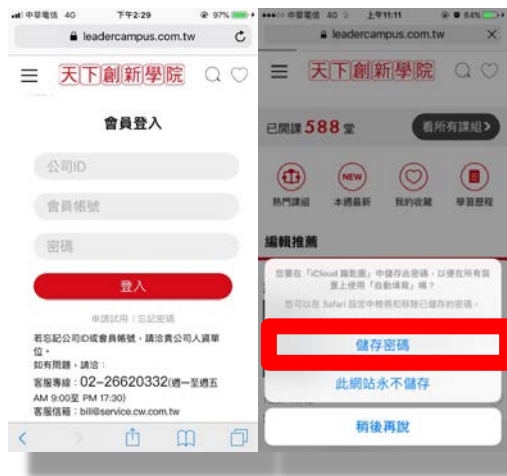 中華電信 4G 下午2:29 97%
leadercampus.com.tw
天下創新學院
會員登入
公司ID
會員帳號
密碼
登入
申請試用 | 忘記密碼
若忘記公司ID或會員帳號，請洽貴公司人資單
位。
如有問題，請洽：
客服專線：02-26620332(週一至週五
AM 9:00至 PM 17:30)
客服信箱：bill@service.cw.com.tw
中華電信 4G 上午11:11 64%
leadercampus.com.tw
天下創新學院
已開課 588 堂
看所有課組
熱門課組
NEW
本週最新
我的收藏
學習歷程
編輯推薦
您要在「iCloud 鑰匙圈」中儲存此密碼，以便在所有裝
置上使用「自動填寫」嗎？
您可以在 Safari 設定中檢視和移除已儲存的密碼。
儲存密碼
此網站永不儲存
稍後再說